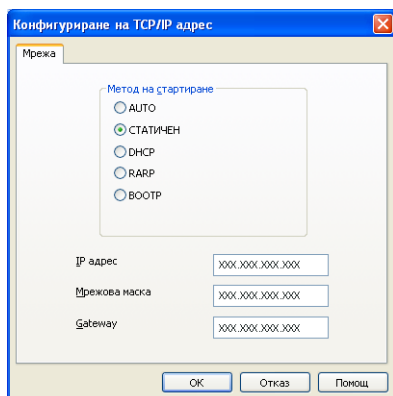 Конфигуриране на TCP/IP адрес
Мрежа
Метод на стартиране
AUTO
СТАТИЧЕН
DHCP
RARP
BOOTP
IP адрес XXX.XXX.XXX.XXX
Мрежова маска XXX.XXX.XXX.XXX
Gateway XXX.XXX.XXX.XXX
OK Отказ Помощ